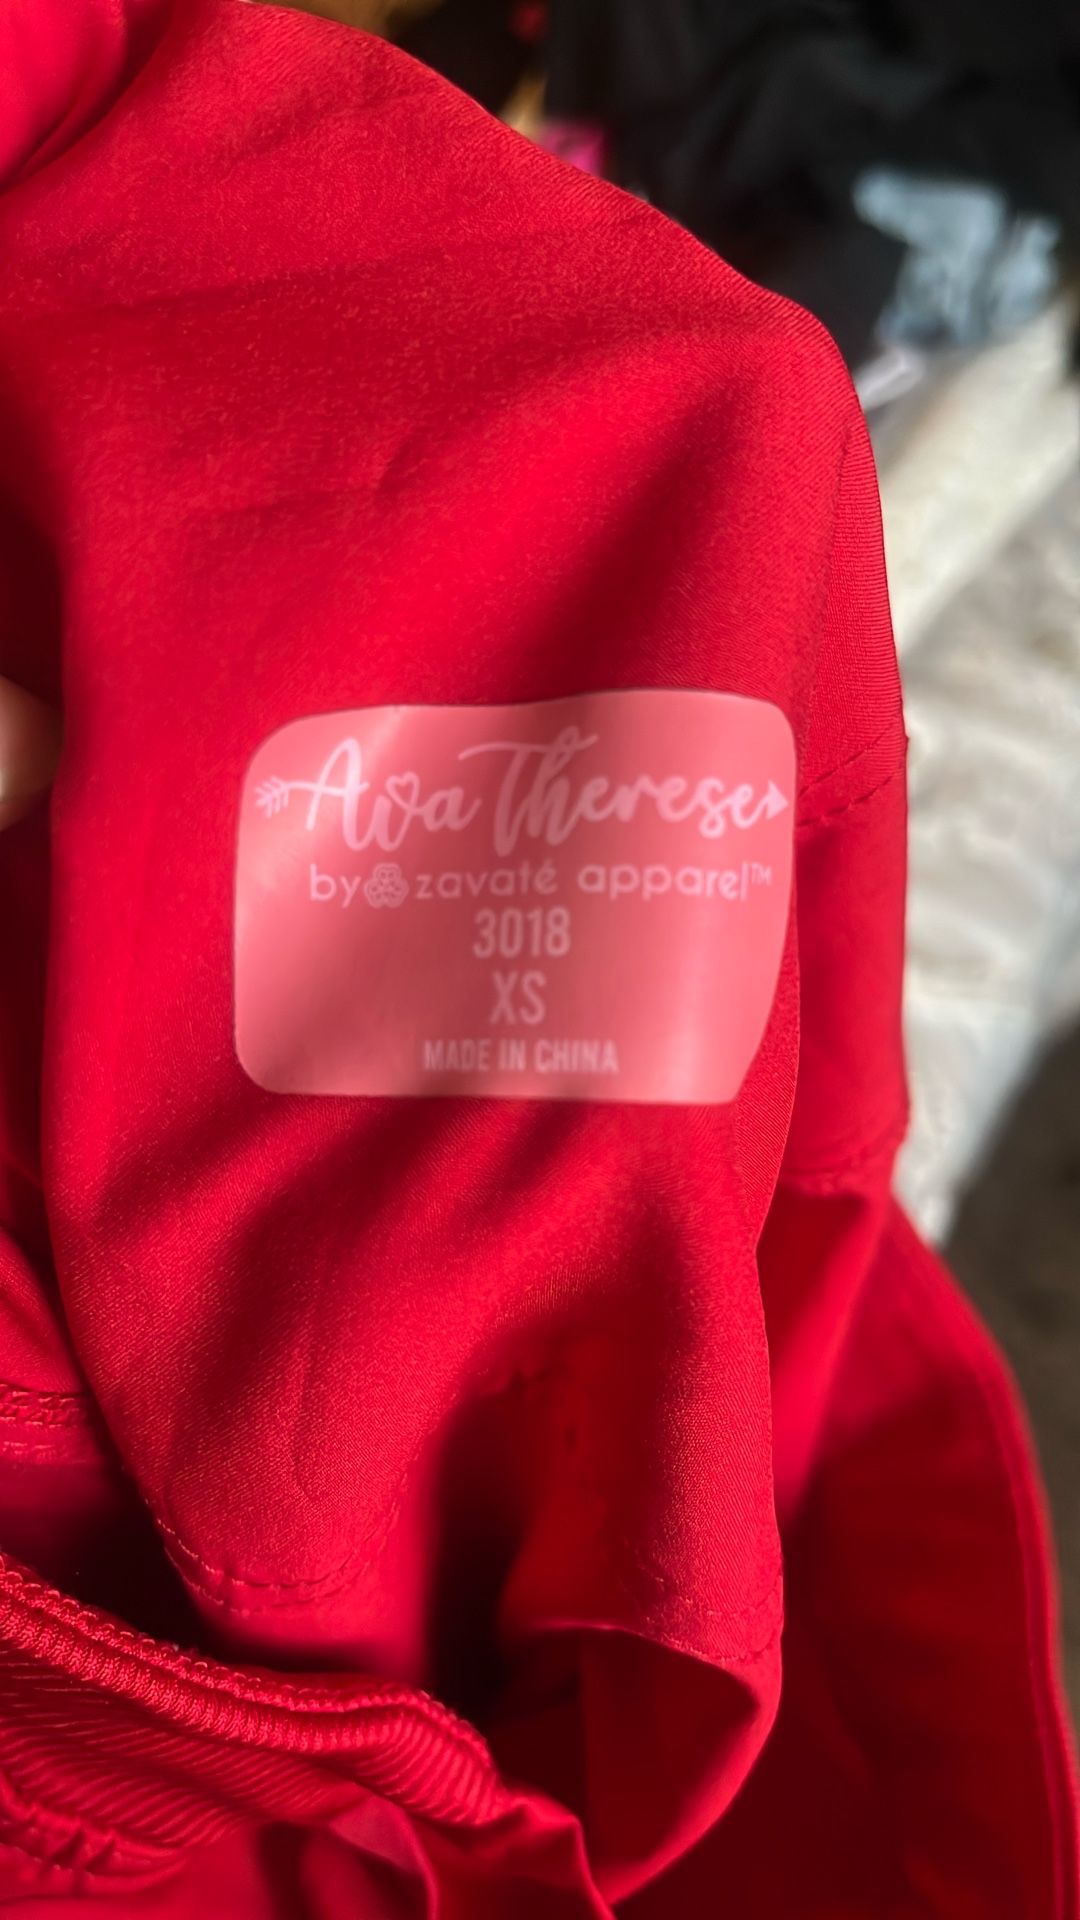 Ava Therese
by zavaté apparel™
3018
XS
MADE IN CHINA